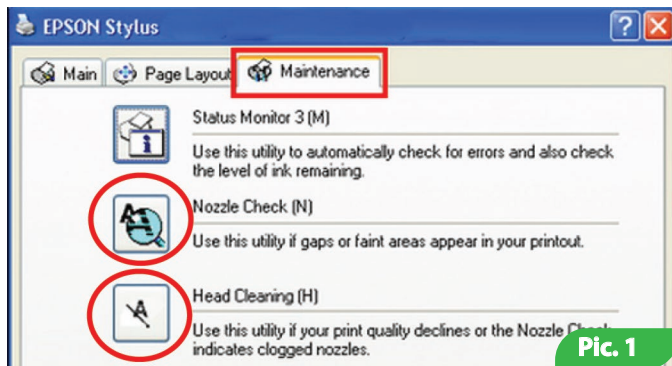 EPSON Stylus
Main
Page Layout
Maintenance
Status Monitor 3 (M)
Use this utility to automatically check for errors and also check
the level of ink remaining.
Nozzle Check (N)
Use this utility if gaps or faint areas appear in your printout.
Head Cleaning (H)
Use this utility if your print quality declines or the Nozzle Check
indicates clogged nozzles.
Pic. 1